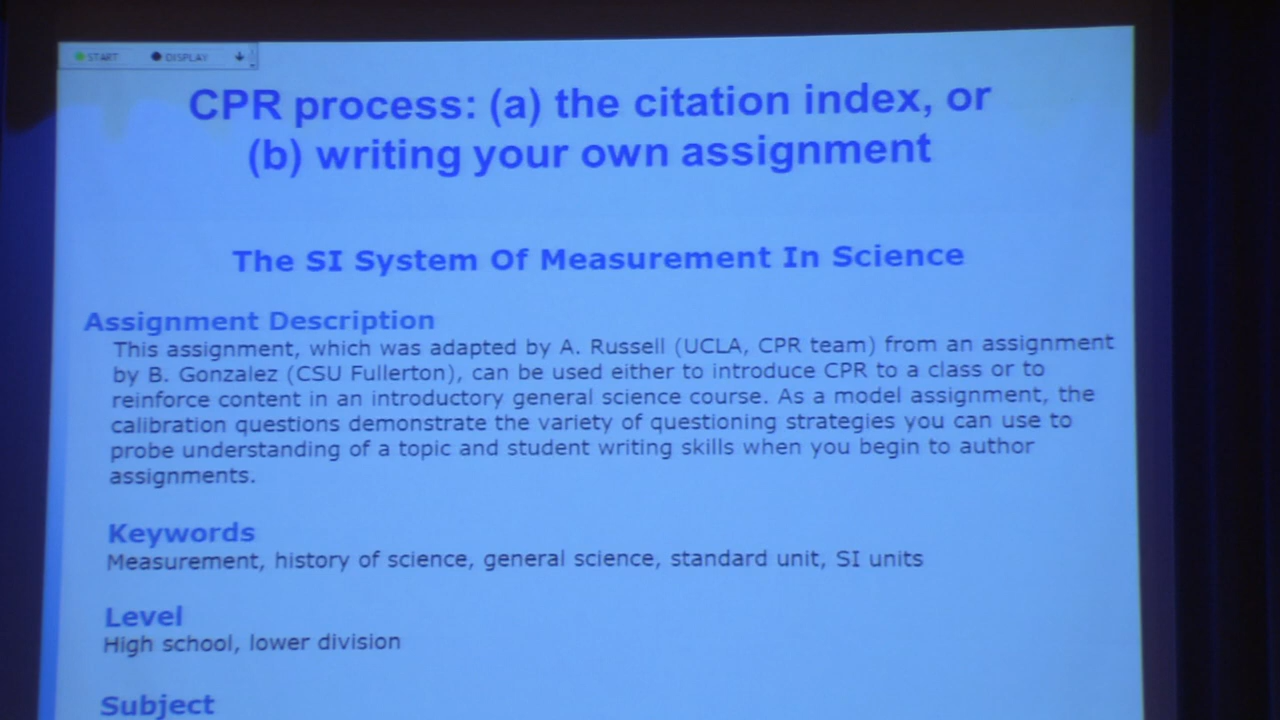 START DISPLAY
CPR process: (a) the citation index, or
(b) writing your own assignment
The SI System Of Measurement In Science
Assignment Description
This assignment, which was adapted by A. Russell (UCLA, CPR team) from an assignment
by B. Gonzalez (CSU Fullerton), can be used either to introduce CPR to a class or to
reinforce content in an introductory general science course. As a model assignment, the
calibration questions demonstrate the variety of questioning strategies you can use to
probe understanding of a topic and student writing skills when you begin to author
assignments.
Keywords
Measurement, history of science, general science, standard unit, SI units
Level
High school, lower division
Subject